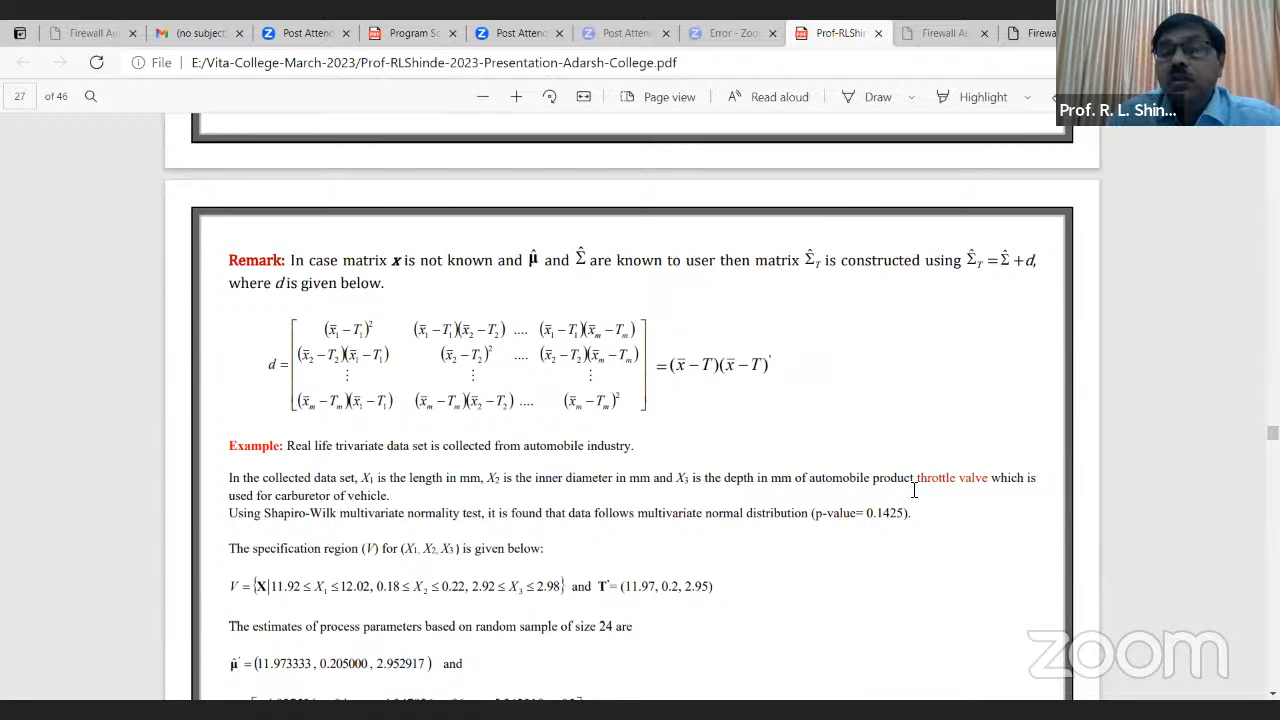 Firewall Au
(no subject
Post Attend
Program Sc
Post Attend
Post Attend
Error - Zoo
Prof-RLShin
Firewall Au
Firewa
File E:/Vita-College-March-2023/Prof-RLShinde-2023-Presentation-Adarsh-College.pdf
27 of 46 Page view Read aloud Draw Highlight
Prof. R. L. Shin...
Remark: In case matrix x is not known and μ̂ and Σ̂ are known to user then matrix Σ̂_T is constructed using Σ̂_T = Σ̂ + d,
where d is given below.
(x̄₁ − T₁)² (x̄₁ − T₁)(x̄₂ − T₂) .... (x̄₁ − T₁)(x̄ₘ − Tₘ)
(x̄₂ − T₂)(x̄₁ − T₁) (x̄₂ − T₂)² .... (x̄₂ − T₂)(x̄ₘ − Tₘ)
d = ⋮ ⋮ ⋮ = (x̄ − T)(x̄ − T)'
(x̄ₘ − Tₘ)(x̄₁ − T₁) (x̄ₘ − Tₘ)(x̄₂ − T₂) .... (x̄ₘ − Tₘ)²
Example: Real life trivariate data set is collected from automobile industry.
In the collected data set, X₁ is the length in mm, X₂ is the inner diameter in mm and X₃ is the depth in mm of automobile product throttle valve which is
used for carburetor of vehicle.
Using Shapiro-Wilk multivariate normality test, it is found that data follows multivariate normal distribution (p-value= 0.1425).
The specification region (V) for (X₁, X₂, X₃ ) is given below:
V = {X|11.92 ≤ X₁ ≤ 12.02, 0.18 ≤ X₂ ≤ 0.22, 2.92 ≤ X₃ ≤ 2.98} and T' = (11.97, 0.2, 2.95)
The estimates of process parameters based on random sample of size 24 are
μ̂' = (11.973333 , 0.205000 , 2.952917 ) and
zoom